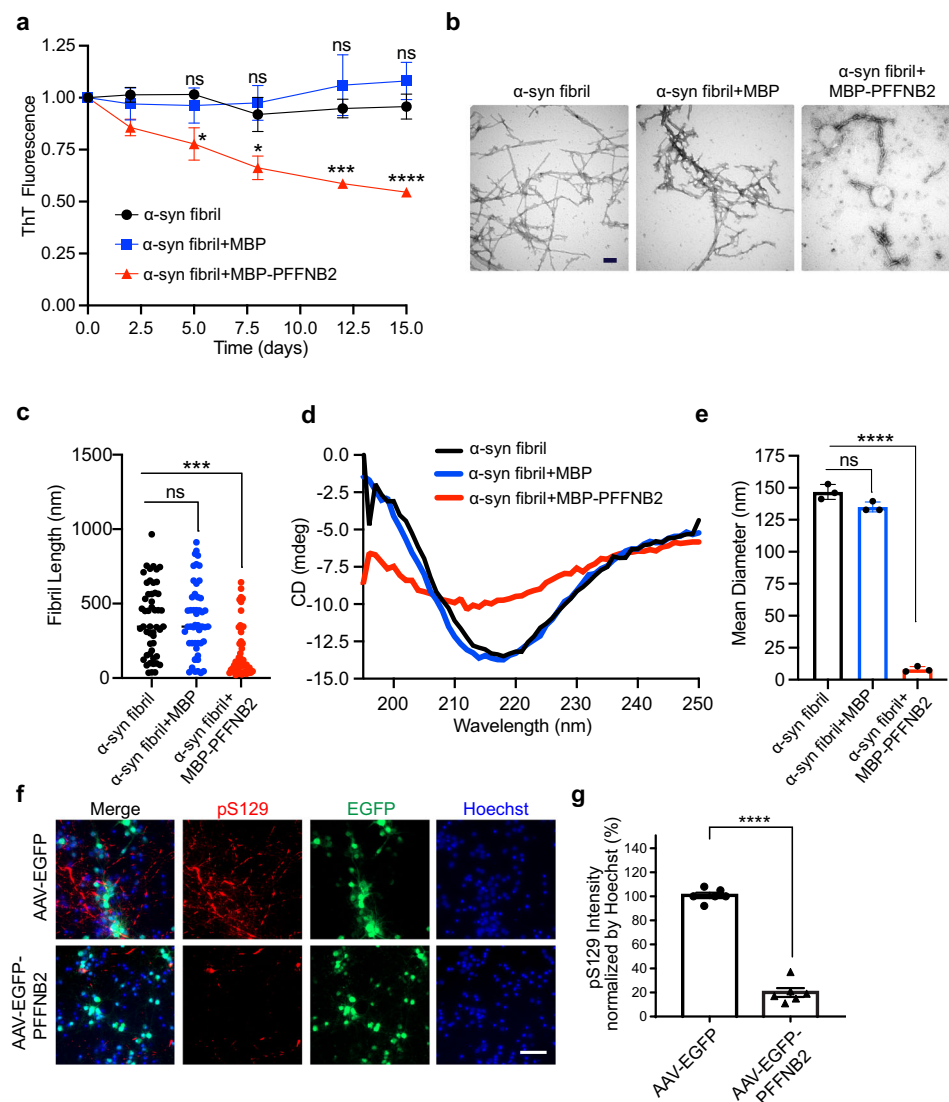 a
1.25
1.00
0.75
0.50
0.25
0.00
ThT Fluorescence
ns
ns
ns
ns
*
*
***
****
α-syn fibril
α-syn fibril+MBP
α-syn fibril+MBP-PFFNB2
0.0 2.5 5.0 7.5 10.0 12.5 15.0
Time (days)
b
α-syn fibril
α-syn fibril+MBP
α-syn fibril+
MBP-PFFNB2
c
1500
1000
500
0
Fibril Length (nm)
***
ns
α-syn fibril
α-syn fibril+MBP
α-syn fibril+
MBP-PFFNB2
d
0.0
-2.5
-5.0
-7.5
-10.0
-12.5
-15.0
CD (mdeg)
α-syn fibril
α-syn fibril+MBP
α-syn fibril+MBP-PFFNB2
200 210 220 230 240 250
Wavelength (nm)
e
175
150
125
100
75
50
25
0
Mean Diameter (nm)
****
ns
α-syn fibril
α-syn fibril+MBP
α-syn fibril+
MBP-PFFNB2
f
Merge pS129 EGFP Hoechst
AAV-EGFP
AAV-EGFP-
PFFNB2
g
pS129 Intensity
normalized by Hoechst (%)
140
120
100
80
60
40
20
0
****
AAV-EGFP
AAV-EGFP-
PFFNB2